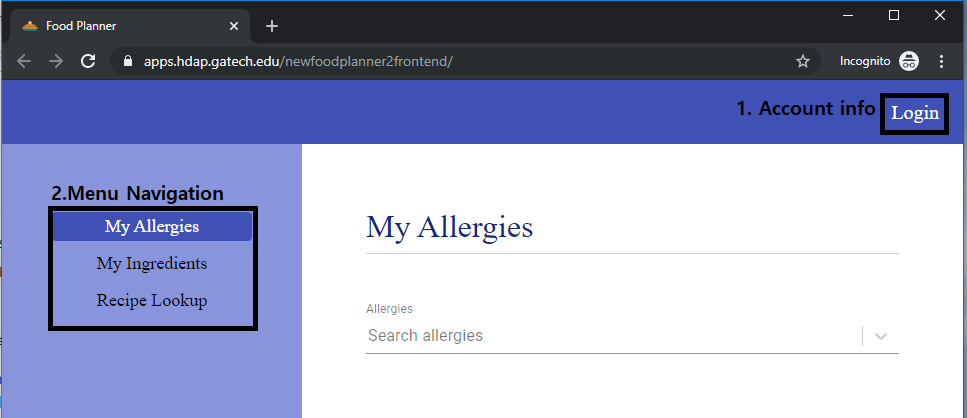 Food Planner
apps.hdap.gatech.edu/newfoodplanner2frontend/
Incognito
1. Account info
Login
2.Menu Navigation
My Allergies
My Ingredients
Recipe Lookup
My Allergies
Allergies
Search allergies